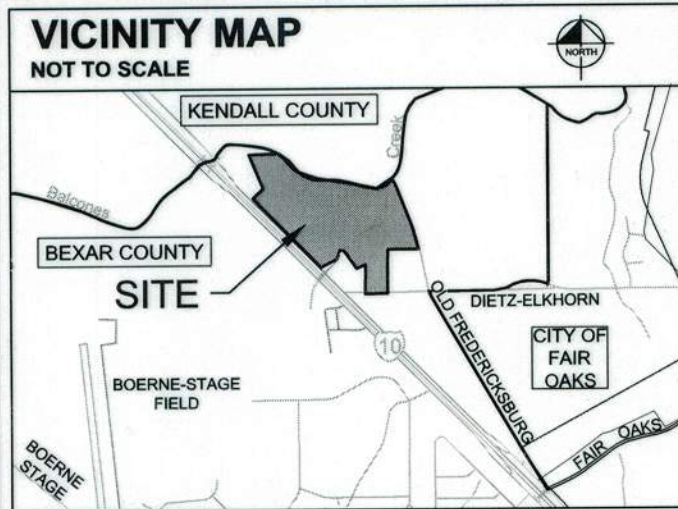 VICINITY MAP
NOT TO SCALE
NORTH
KENDALL COUNTY
Creek
Balcones
BEXAR COUNTY
SITE
OLD FREDERICKSBURG
DIETZ-ELKHORN
10
CITY OF
FAIR
OAKS
BOERNE-STAGE
FIELD
FAIR OAKS
BOERNE
STAGE